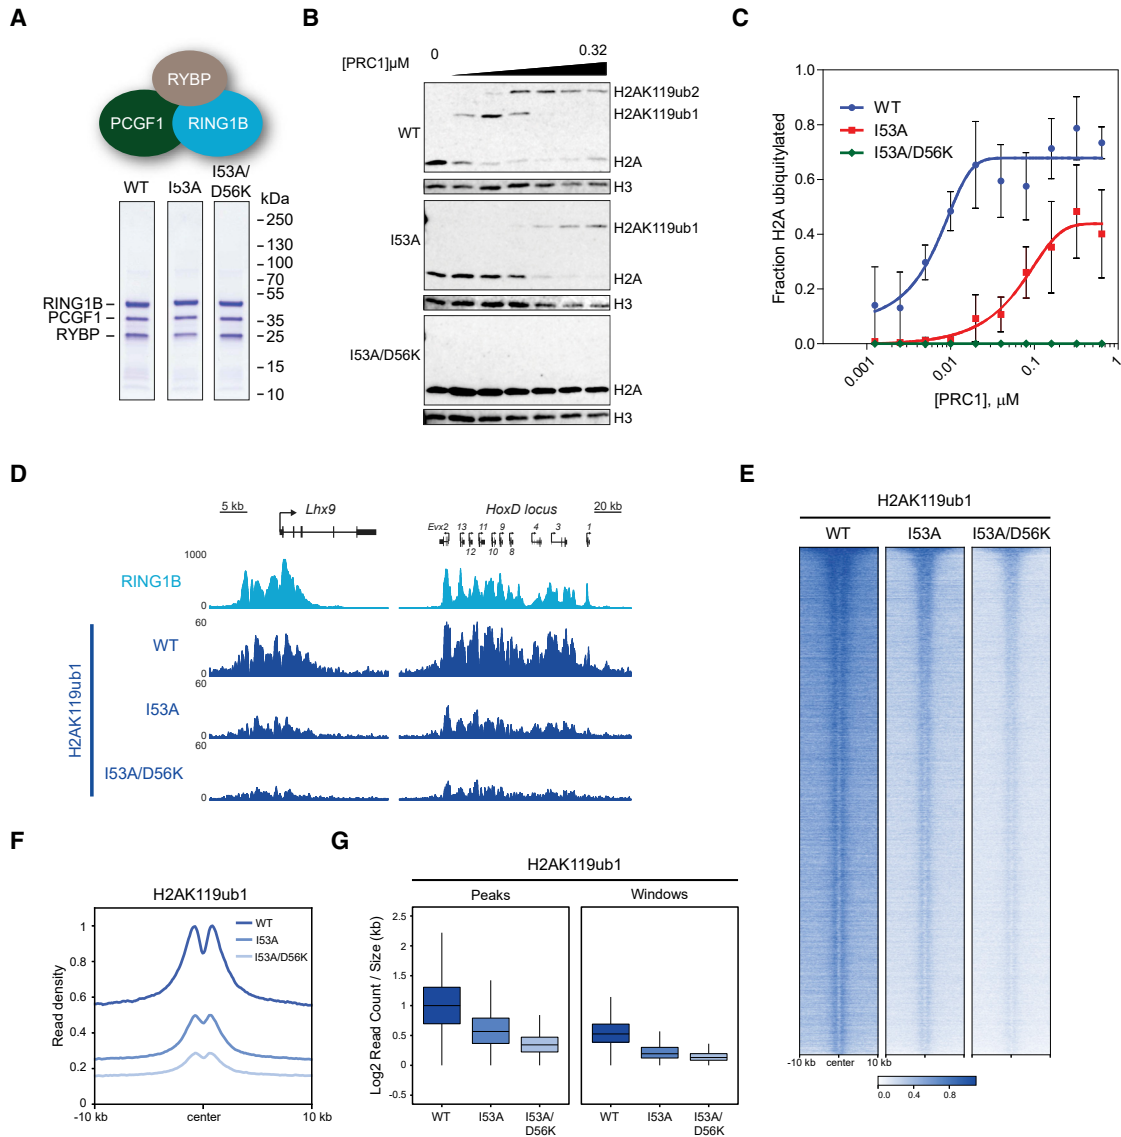 A
RYBP
PCGF1
RING1B
WT
I53A
I53A/
D56K
kDa
250
130
100
70
55
35
25
15
10
RING1B
PCGF1
RYBP
B
[PRC1]µM
0
0.32
WT
H2AK119ub2
H2AK119ub1
H2A
H3
I53A
H2AK119ub1
H2A
H3
I53A/D56K
H2A
H3
C
Fraction H2A ubiquitylated
1.0
0.8
0.6
0.4
0.2
0.0
WT
I53A
I53A/D56K
0.001
0.01
0.1
1
[PRC1], µM
D
5 kb
Lhx9
HoxD locus
20 kb
Evx2
13
11
9
4
3
1
12
10
8
RING1B
1000
0
H2AK119ub1
WT
60
0
I53A
60
0
I53A/D56K
60
0
E
H2AK119ub1
WT
I53A
I53A/D56K
-10 kb
center
10 kb
0.0
0.4
0.8
F
H2AK119ub1
Read density
1
0.8
0.6
0.4
0.2
0
WT
I53A
I53A/D56K
-10 kb
center
10 kb
G
H2AK119ub1
Peaks
Windows
Log2 Read Count / Size (kb)
2.5
2
1.5
1
0.5
0
-0.5
WT
I53A
I53A/
D56K
WT
I53A
I53A/
D56K